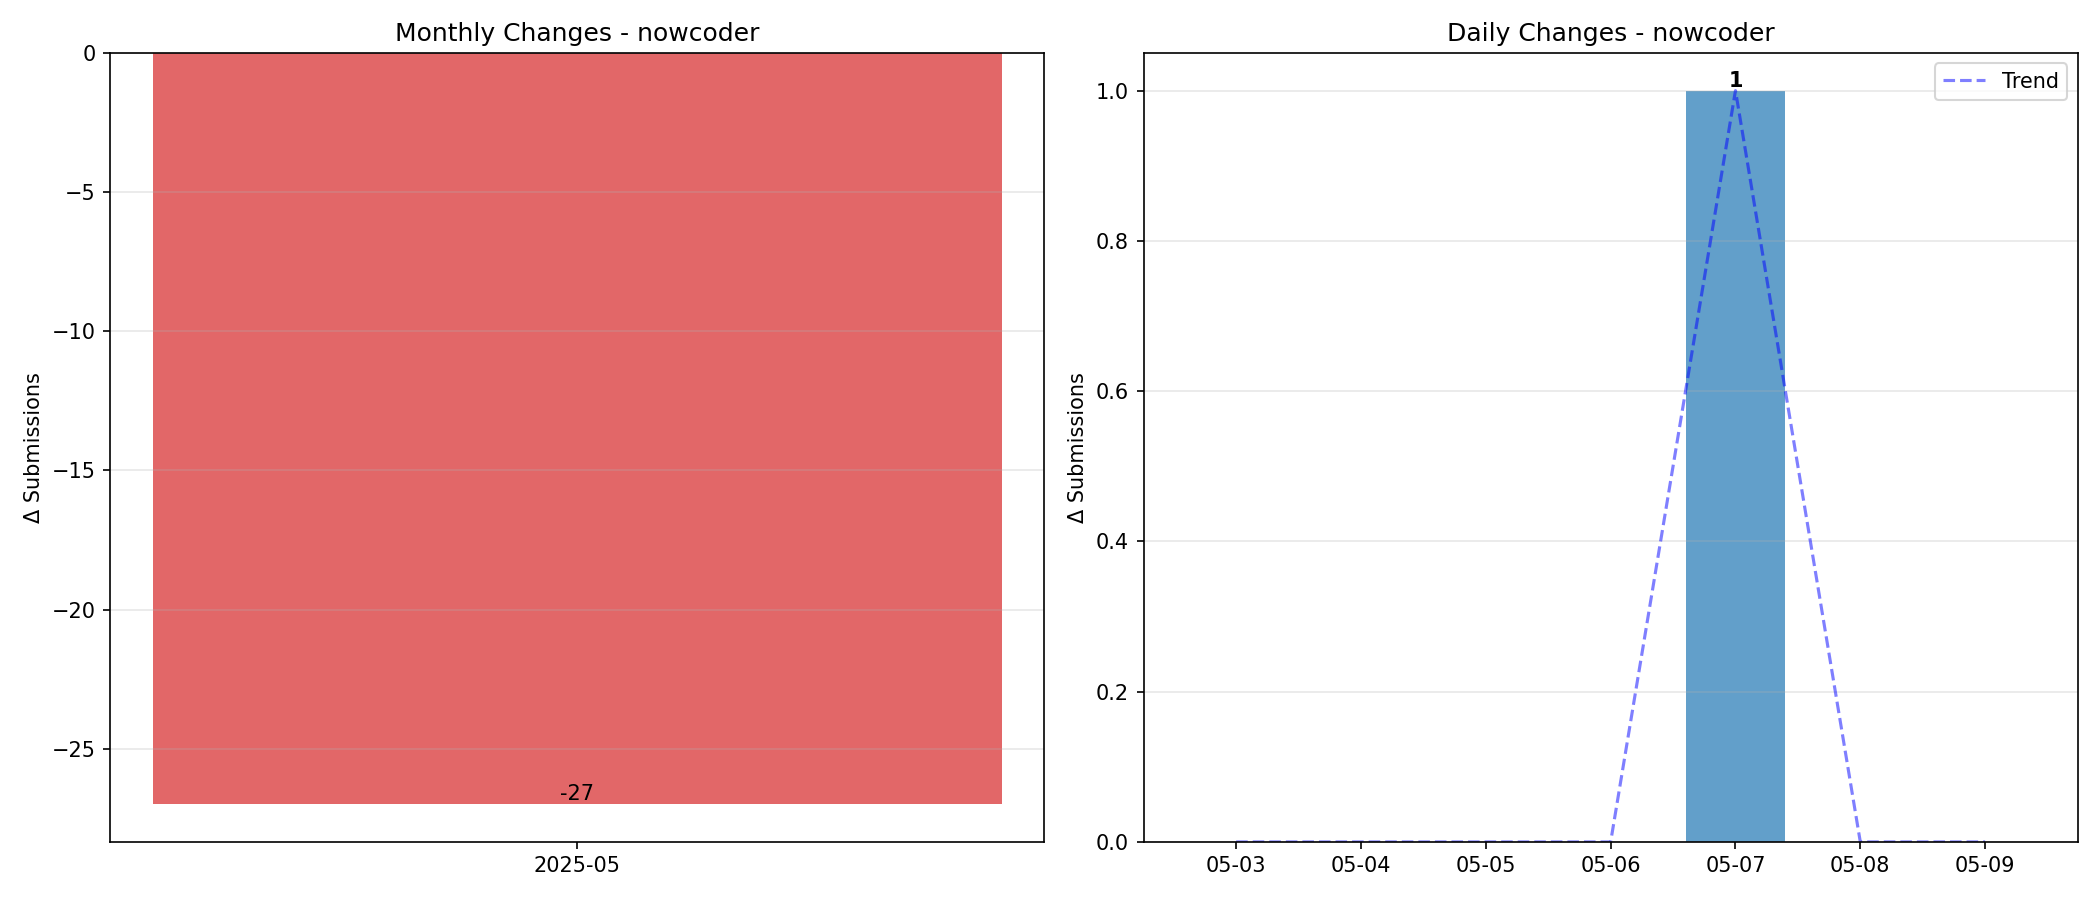 Monthly Changes - nowcoder
Δ Submissions
0
−5
−10
−15
−20
−25
-27
2025-05
Daily Changes - nowcoder
Δ Submissions
Trend
1
1.0
0.8
0.6
0.4
0.2
0.0
05-03 05-04 05-05 05-06 05-07 05-08 05-09